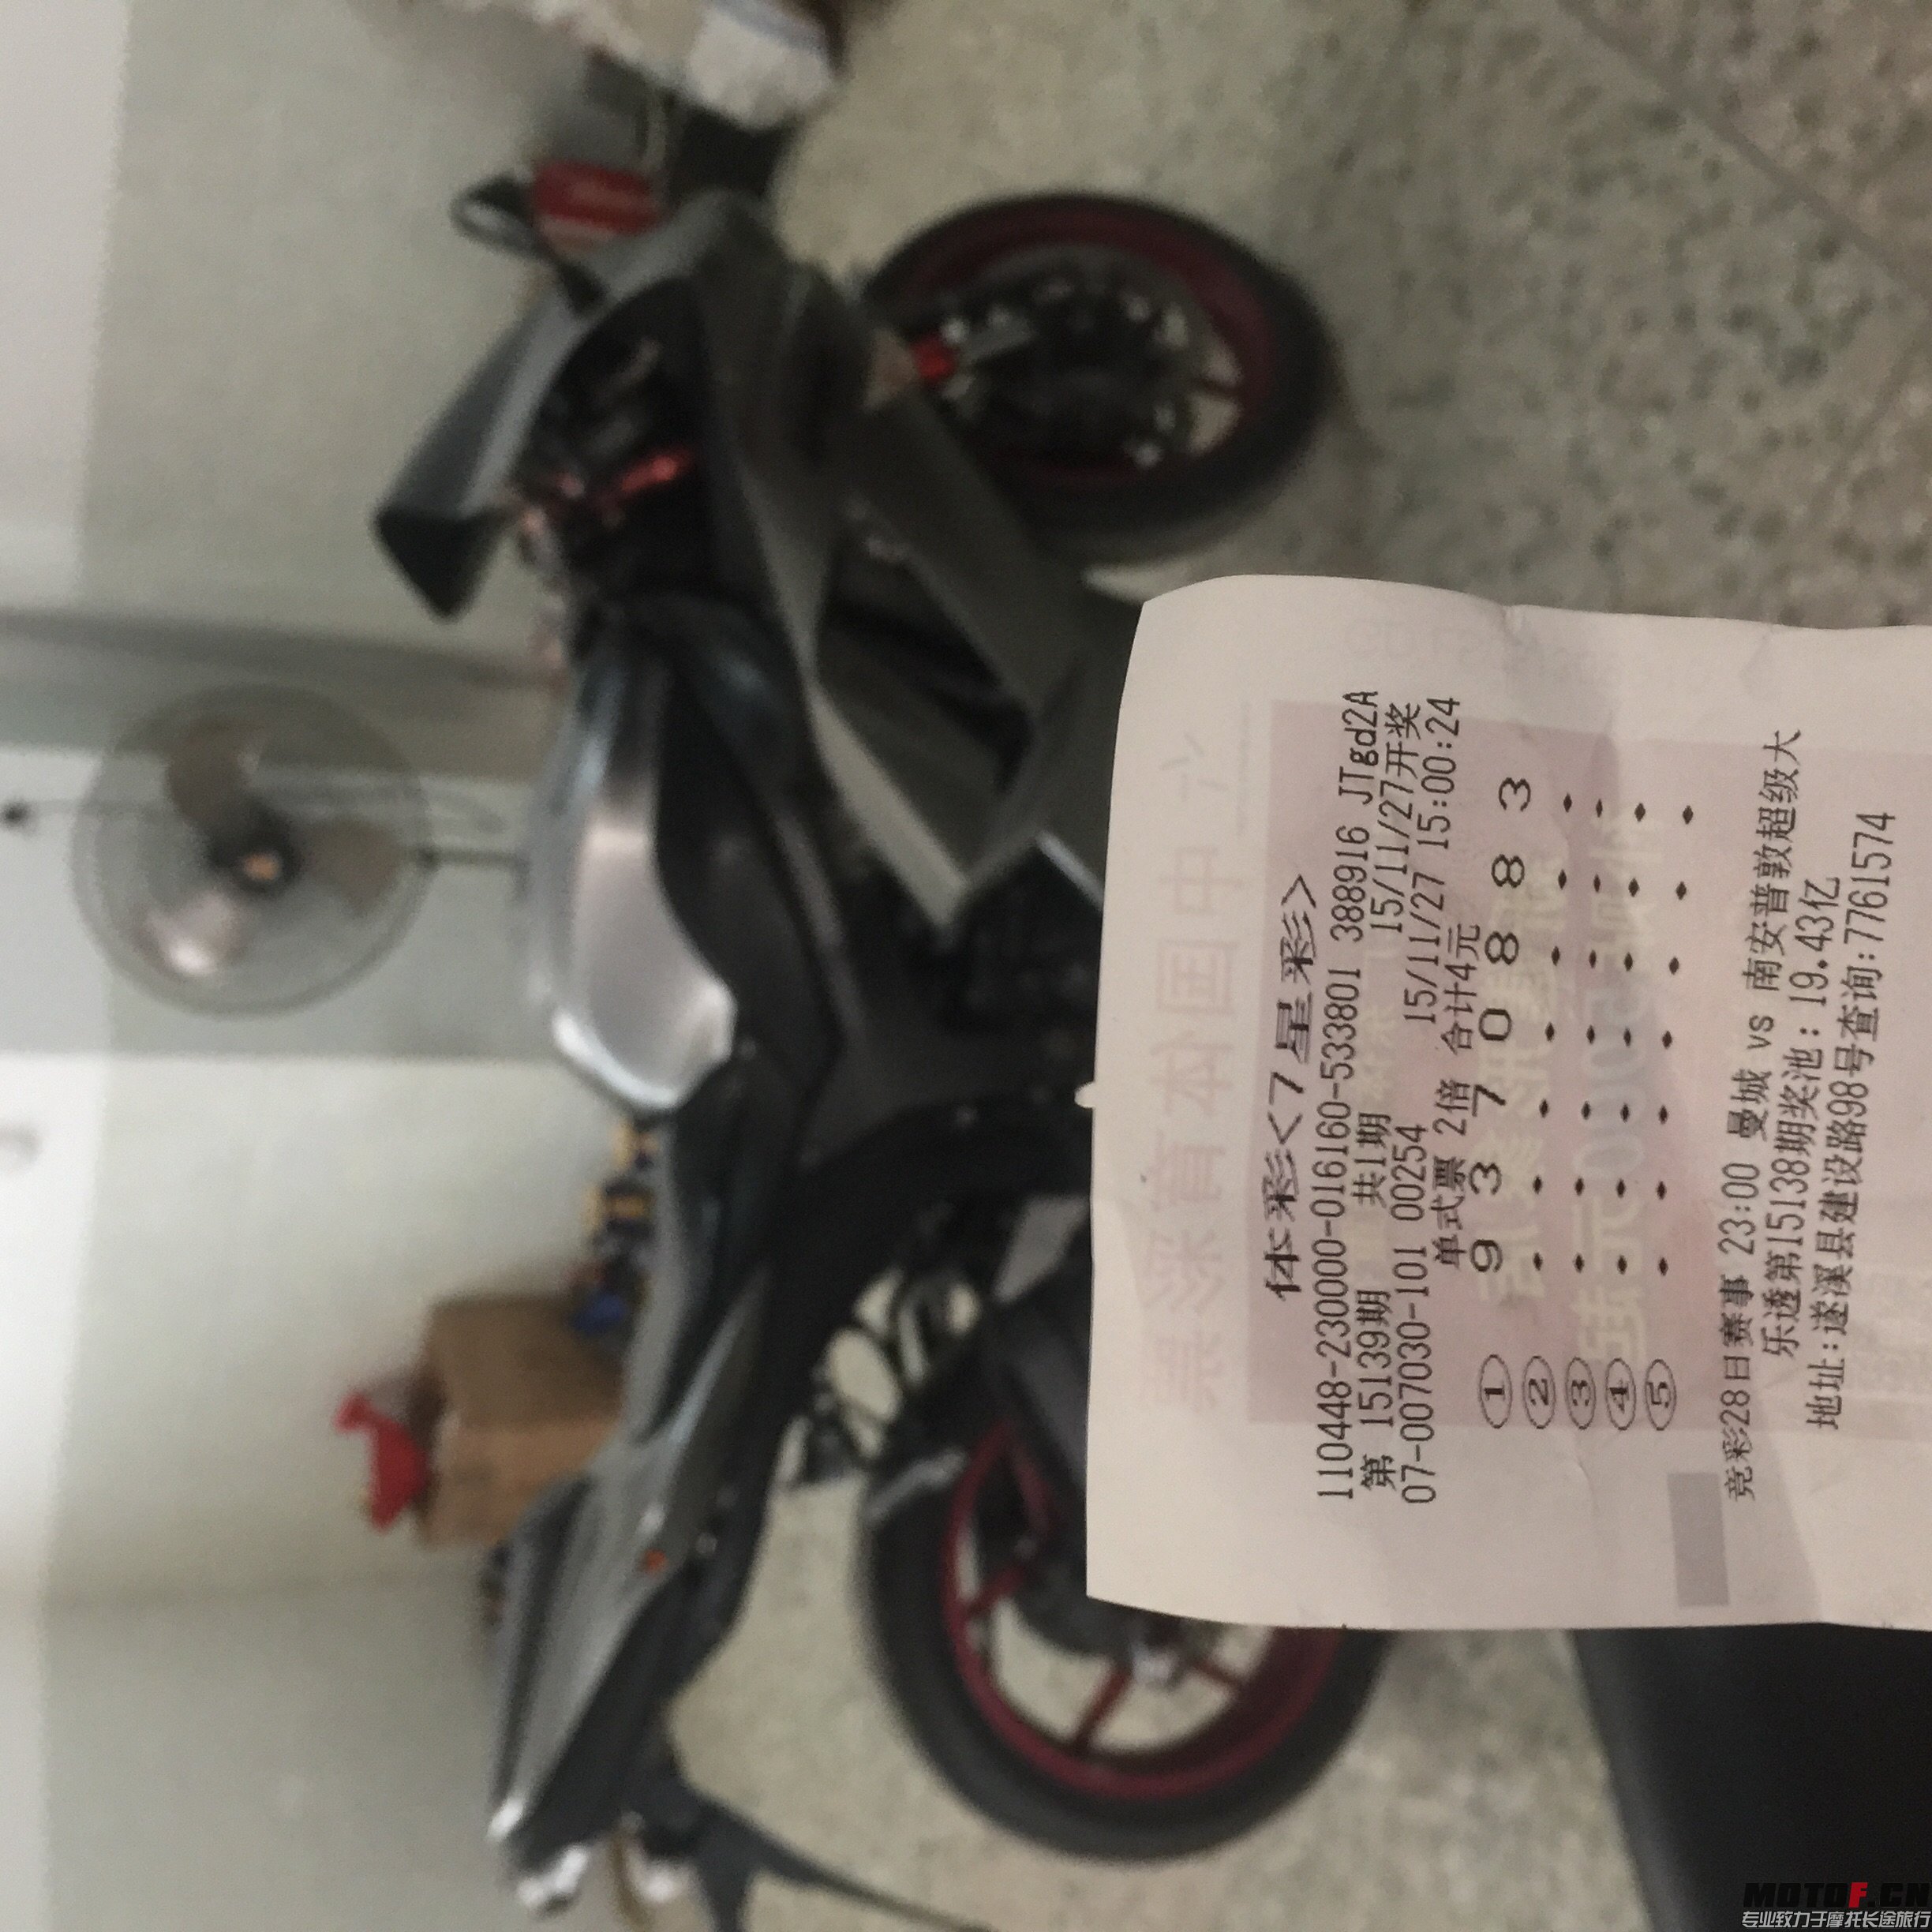 体彩<7星彩>
110448-230000-016160-533801 388916 JTgd2A
第 15139期 共1期 15/11/27开奖
07-007030-101 00254 15/11/27 15:00:24
单式票 2倍 合计4元
① 9 3 7 0 8 8 3
②
③
④
⑤
竞彩28日赛事 23:00 曼城 vs 南安普敦超级大
乐透第15138期奖池：19.43亿
地址:遂溪县建设路98号查询:7761574
MOTOF.CN
专业致力于摩托长途旅行